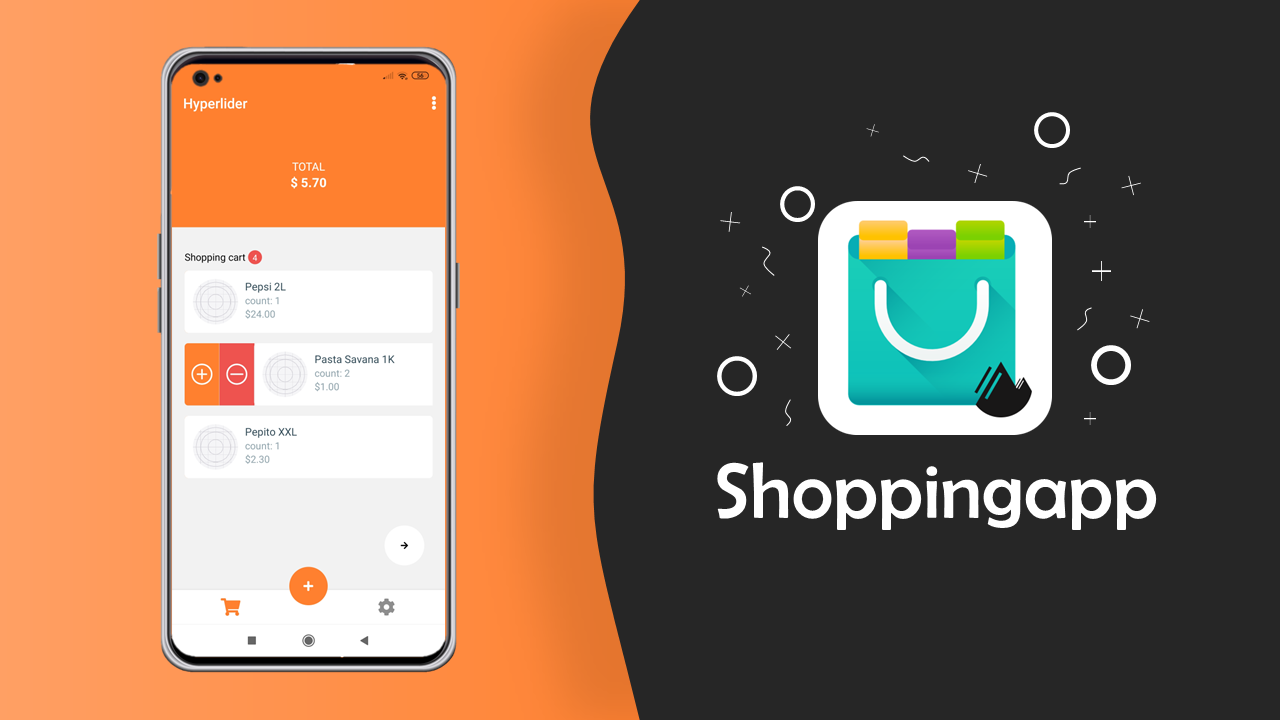 56
Hyperlider
TOTAL
$ 5.70
Shopping cart 4
Pepsi 2L
count: 1
$24.00
Pasta Savana 1K
count: 2
$1.00
Pepito XXL
count: 1
$2.30
Shoppingapp